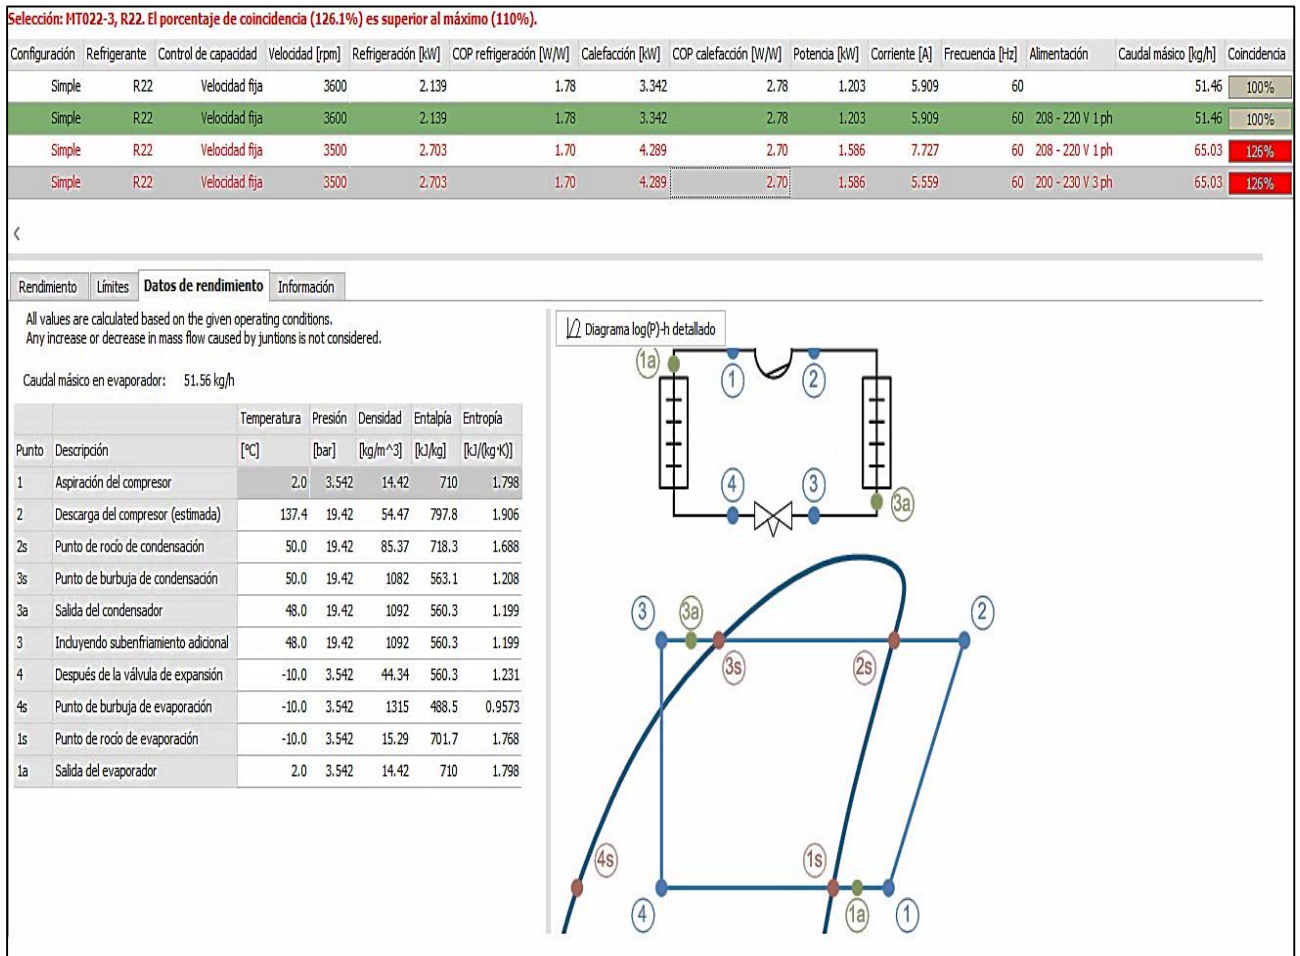 Selección: MT022-3, R22. El porcentaje de coincidencia (126.1%) es superior al máximo (110%).
Configuración Refrigerante Control de capacidad Velocidad [rpm] Refrigeración [kW] COP refrigeración [W/W] Calefacción [kW] COP calefacción [W/W] Potencia [kW] Corriente [A] Frecuencia [Hz] Alimentación Caudal másico [kg/h] Coincidencia
Simple R22 Velocidad fija 3600 2.139 1.78 3.342 2.78 1.203 5.909 60 51.46 100%
Simple R22 Velocidad fija 3600 2.139 1.78 3.342 2.78 1.203 5.909 60 208 - 220 V 1 ph 51.46 100%
Simple R22 Velocidad fija 3500 2.703 1.70 4.289 2.70 1.586 7.727 60 208 - 220 V 1 ph 65.03 126%
Simple R22 Velocidad fija 3500 2.703 1.70 4.289 2.70 1.586 5.559 60 200 - 230 V 3 ph 65.03 126%
<
Rendimiento Límites Datos de rendimiento Información
All values are calculated based on the given operating conditions.
Any increase or decrease in mass flow caused by juntions is not considered.
Caudal másico en evaporador: 51.56 kg/h
Temperatura Presión Densidad Entalpía Entropía
Punto Descripción [°C] [bar] [kg/m^3] [kJ/kg] [kJ/(kg·K)]
1 Aspiración del compresor 2.0 3.542 14.42 710 1.798
2 Descarga del compresor (estimada) 137.4 19.42 54.47 797.8 1.906
2s Punto de rocío de condensación 50.0 19.42 85.37 718.3 1.688
3s Punto de burbuja de condensación 50.0 19.42 1082 563.1 1.208
3a Salida del condensador 48.0 19.42 1092 560.3 1.199
3 Incluyendo subenfriamiento adicional 48.0 19.42 1092 560.3 1.199
4 Después de la válvula de expansión -10.0 3.542 44.34 560.3 1.231
4s Punto de burbuja de evaporación -10.0 3.542 1315 488.5 0.9573
1s Punto de rocío de evaporación -10.0 3.542 15.29 701.7 1.768
1a Salida del evaporador 2.0 3.542 14.42 710 1.798
Diagrama log(P)-h detallado
1a
1 2
4 3
3a
3 3a 2
3s 2s
4s 1s
4 1a 1